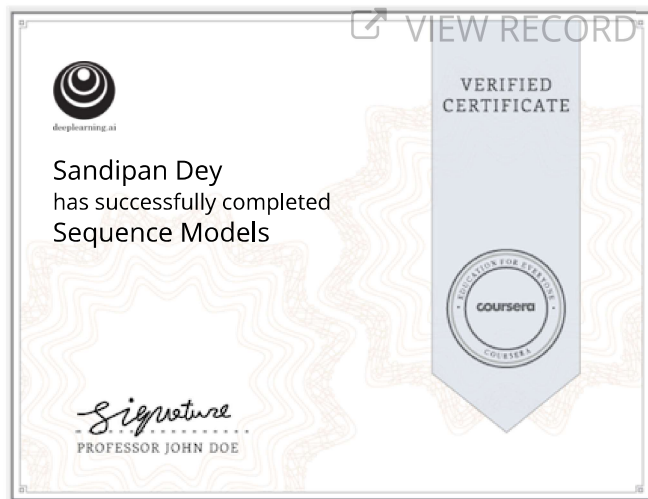 VIEW RECORD
deeplearning.ai
VERIFIED
CERTIFICATE
Sandipan Dey
has successfully completed
Sequence Models
EDUCATION FOR EVERYONE
coursera
COURSERA
Signature
PROFESSOR JOHN DOE